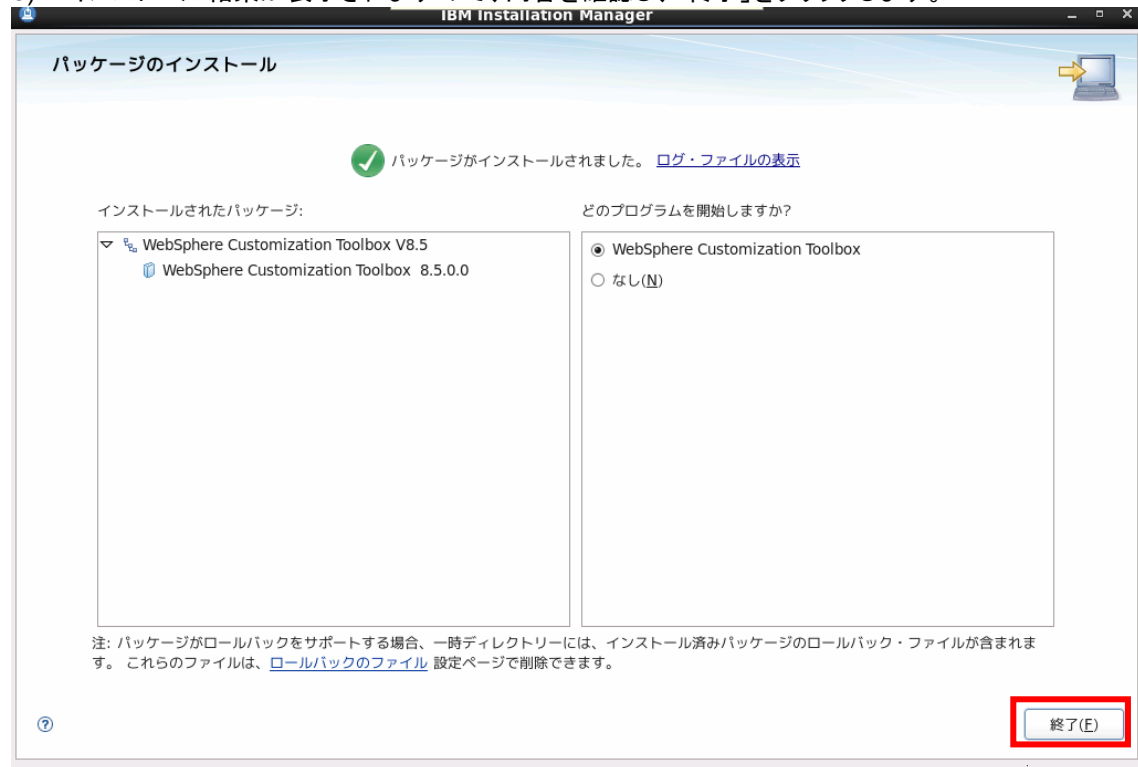 IBM Installation Manager
パッケージのインストール
パッケージがインストールされました。 ログ・ファイルの表示
インストールされたパッケージ:
どのプログラムを開始しますか?
WebSphere Customization Toolbox V8.5
WebSphere Customization Toolbox 8.5.0.0
WebSphere Customization Toolbox
なし(N)
注: パッケージがロールバックをサポートする場合、一時ディレクトリーには、インストール済みパッケージのロールバック・ファイルが含まれま
す。 これらのファイルは、ロールバックのファイル 設定ページで削除できます。
終了(F)